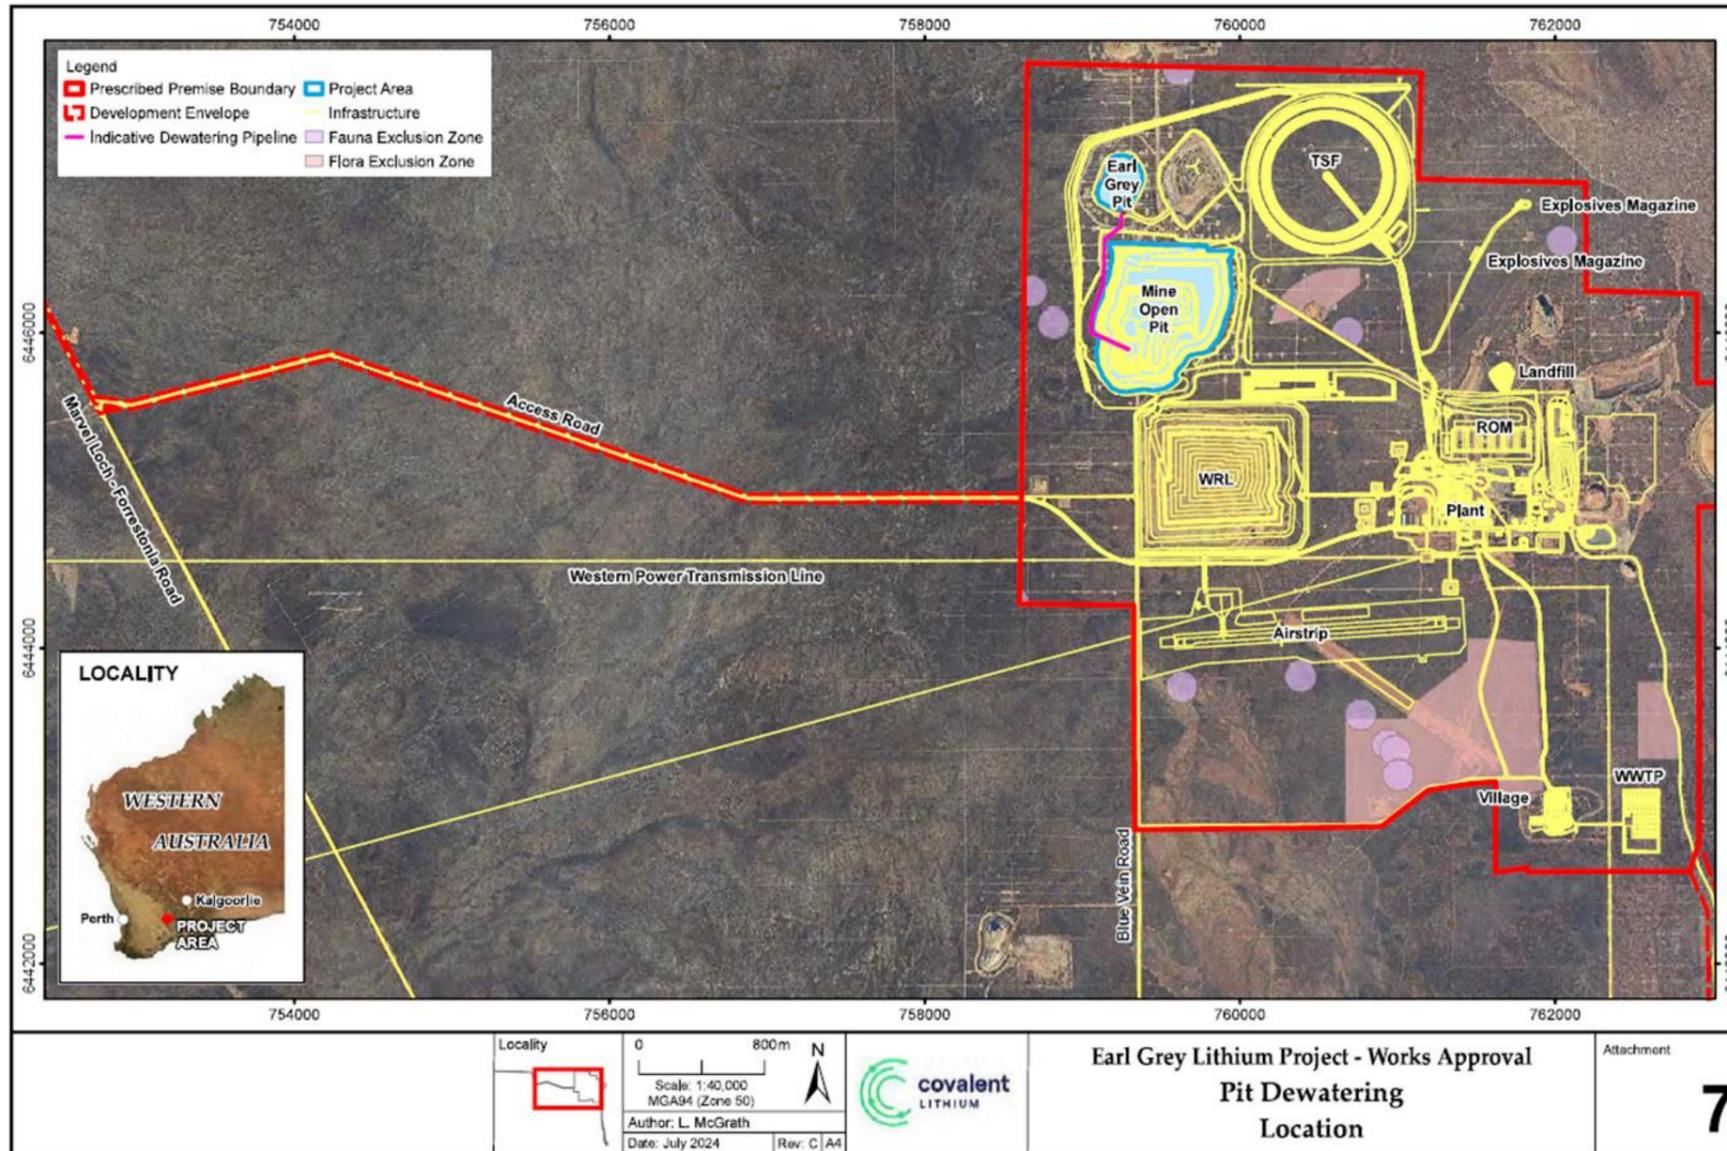 754000
756000
758000
760000
762000
Legend
Prescribed Premise Boundary
Project Area
Development Envelope
Infrastructure
Indicative Dewatering Pipeline
Fauna Exclusion Zone
Flora Exclusion Zone
Earl
Grey
Pit
TSF
Explosives Magazine
Explosives Magazine
Mine
Open
Pit
6446000
Landfill
Access Road
ROM
Marvel Loch - Forrestonia Road
WRL
Plant
Western Power Transmission Line
Airstrip
6444000
LOCALITY
WESTERN
AUSTRALIA
Kalgoorlie
Perth
PROJECT
AREA
WWTP
Village
Blue Vein Road
6442000
754000
756000
758000
760000
762000
Locality
0 800m
N
Scale: 1:40,000
MGA94 (Zone 50)
Author: L. McGrath
Date: July 2024
Rev: C
A4
covalent
LITHIUM
Earl Grey Lithium Project - Works Approval
Pit Dewatering
Location
Attachment
7